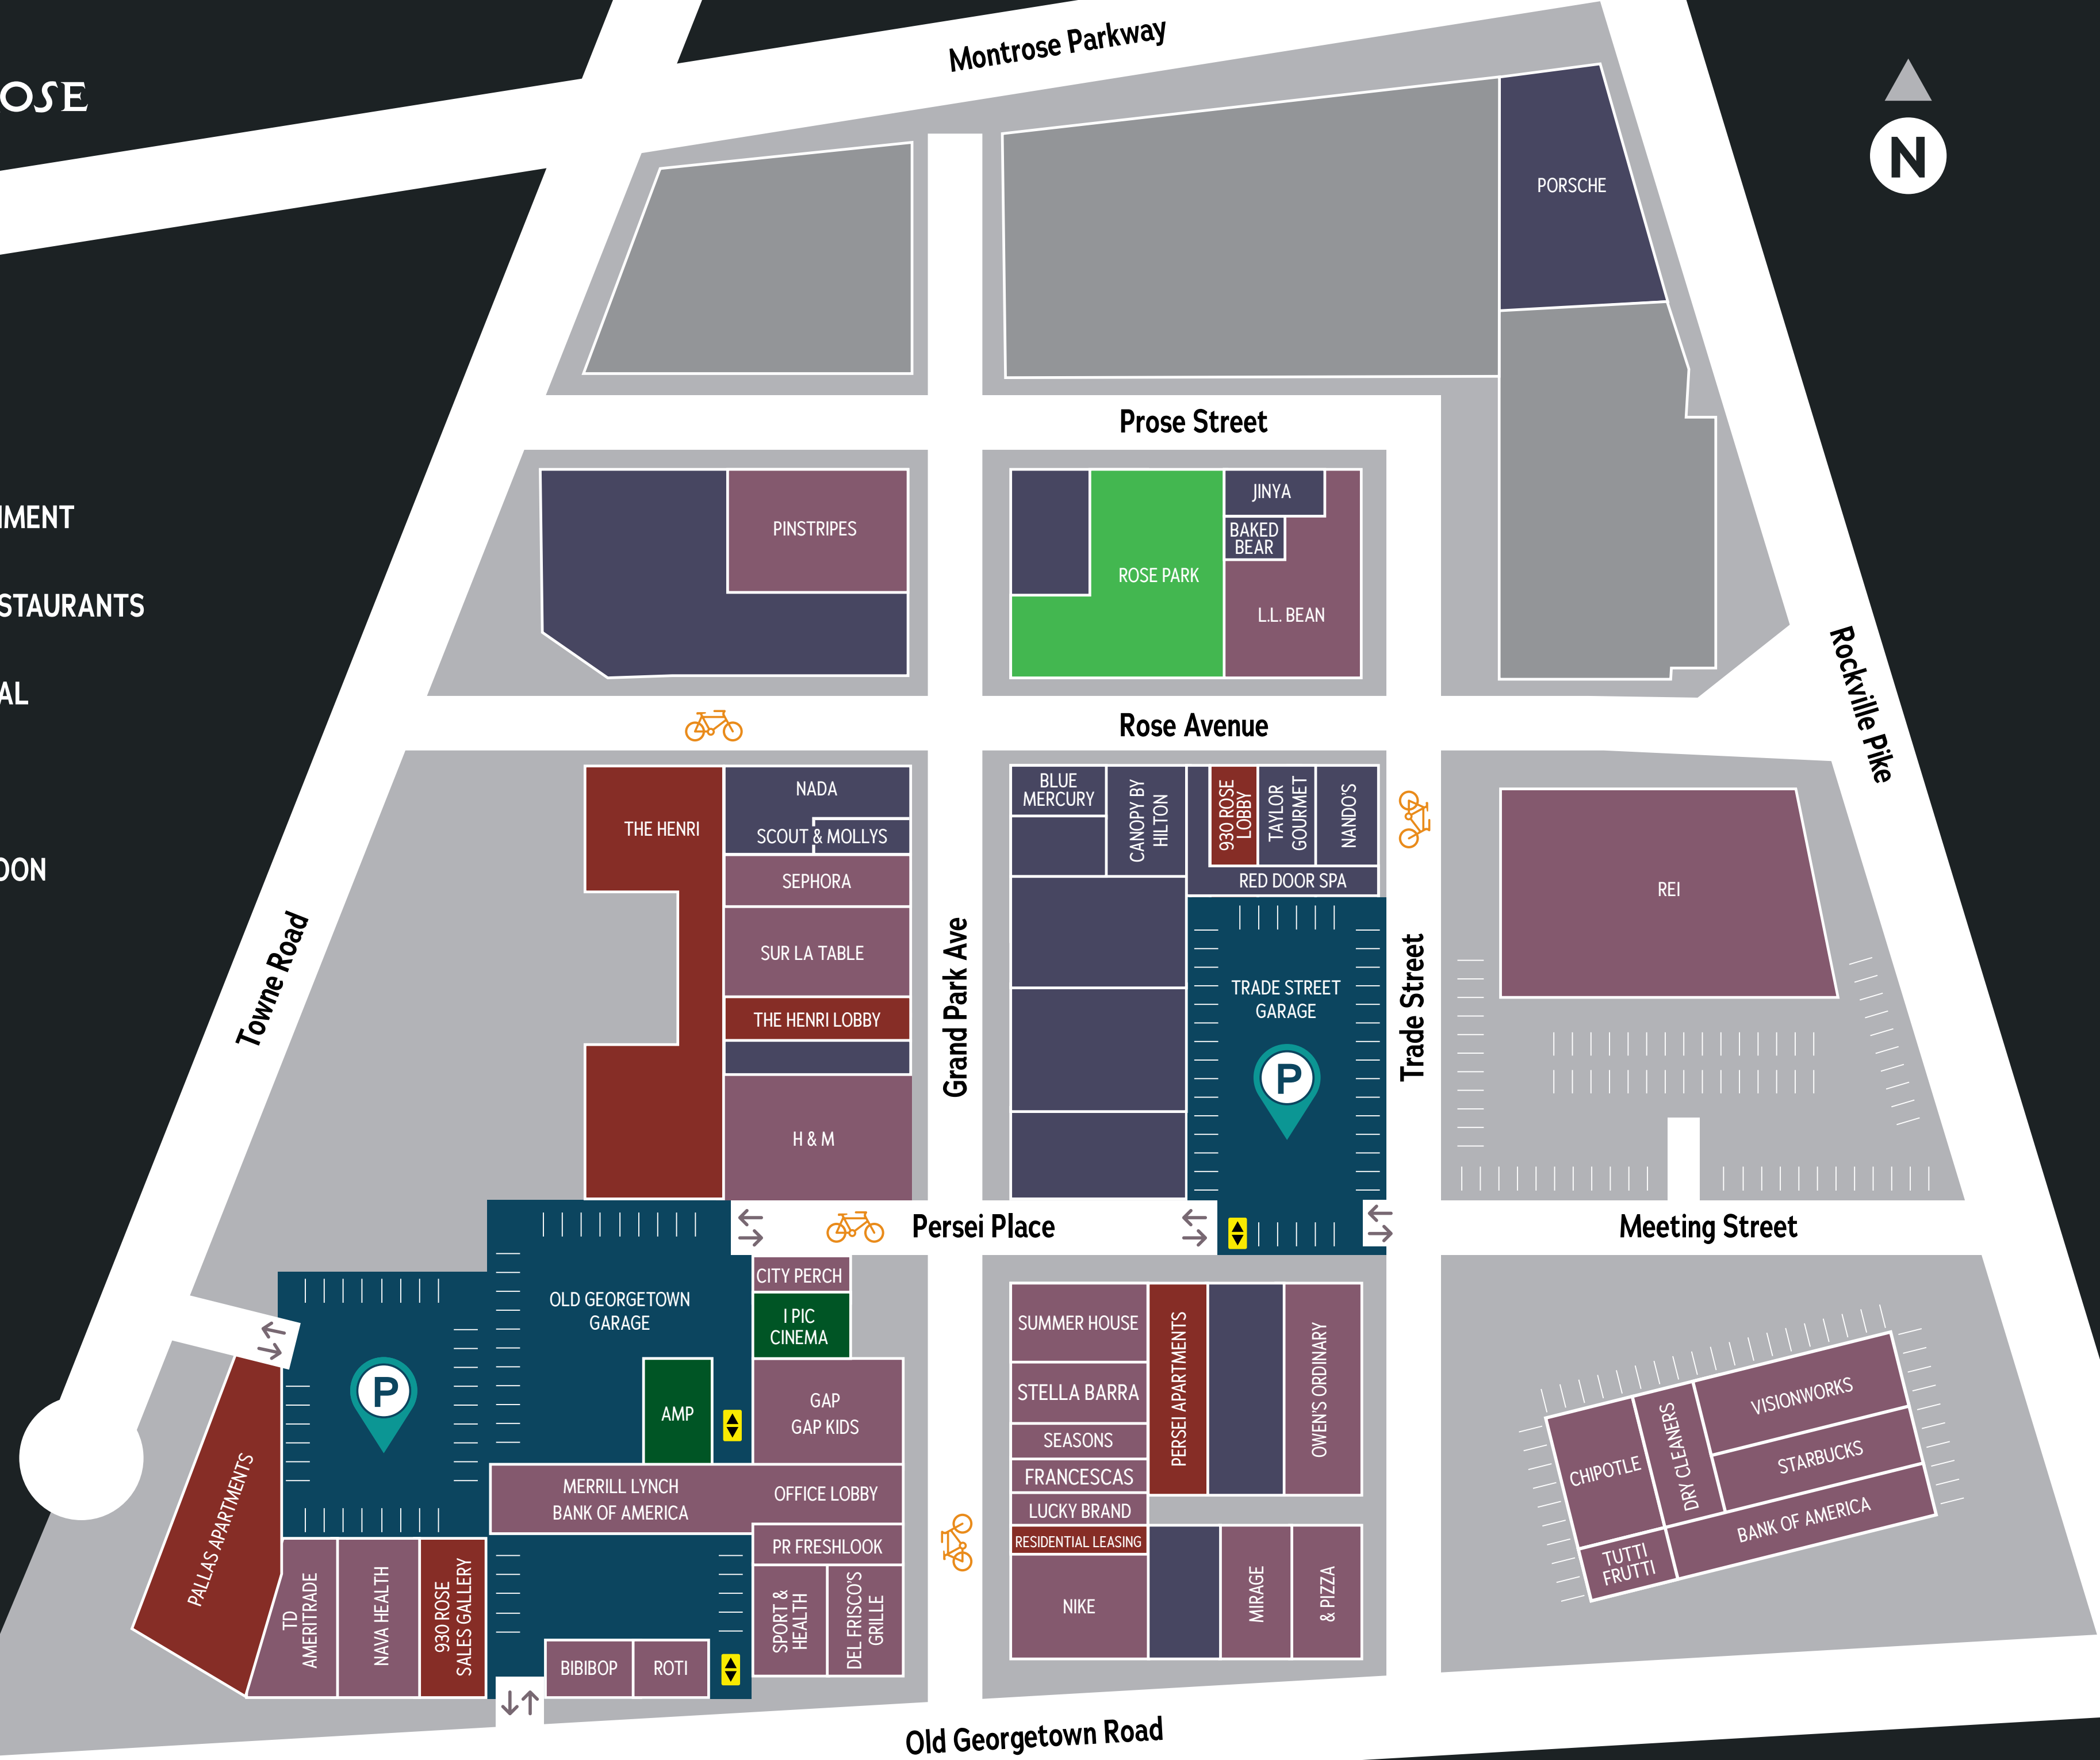 Montrose Parkway
OSE
N
PORSCHE
Prose Street
JINYA
BAKED
BEAR
PINSTRIPES
ROSE PARK
L.L. BEAN
IMENT
STAURANTS
AL
OON
Rose Avenue
Rockville Pike
NADA
SCOUT & MOLLYS
THE HENRI
SEPHORA
SUR LA TABLE
THE HENRI LOBBY
H & M
BLUE
MERCURY
CANOPY BY
HILTON
930 ROSE
LOBBY
TAYLOR
GOURMET
NANDO'S
RED DOOR SPA
REI
Towne Road
Grand Park Ave
TRADE STREET
GARAGE
P
Trade Street
Persei Place
Meeting Street
OLD GEORGETOWN
GARAGE
P
CITY PERCH
I PIC
CINEMA
AMP
GAP
GAP KIDS
MERRILL LYNCH
BANK OF AMERICA
OFFICE LOBBY
PR FRESHLOOK
SPORT &
HEALTH
DEL FRISCO'S
GRILLE
PALLAS APARTMENTS
TD
AMERITRADE
NAVA HEALTH
930 ROSE
SALES GALLERY
BIBIBOP
ROTI
SUMMER HOUSE
STELLA BARRA
SEASONS
FRANCESCAS
LUCKY BRAND
RESIDENTIAL LEASING
NIKE
PERSEI APARTMENTS
OWEN'S ORDINARY
MIRAGE
& PIZZA
CHIPOTLE
DRY CLEANERS
VISIONWORKS
STARBUCKS
BANK OF AMERICA
TUTTI
FRUTTI
Old Georgetown Road